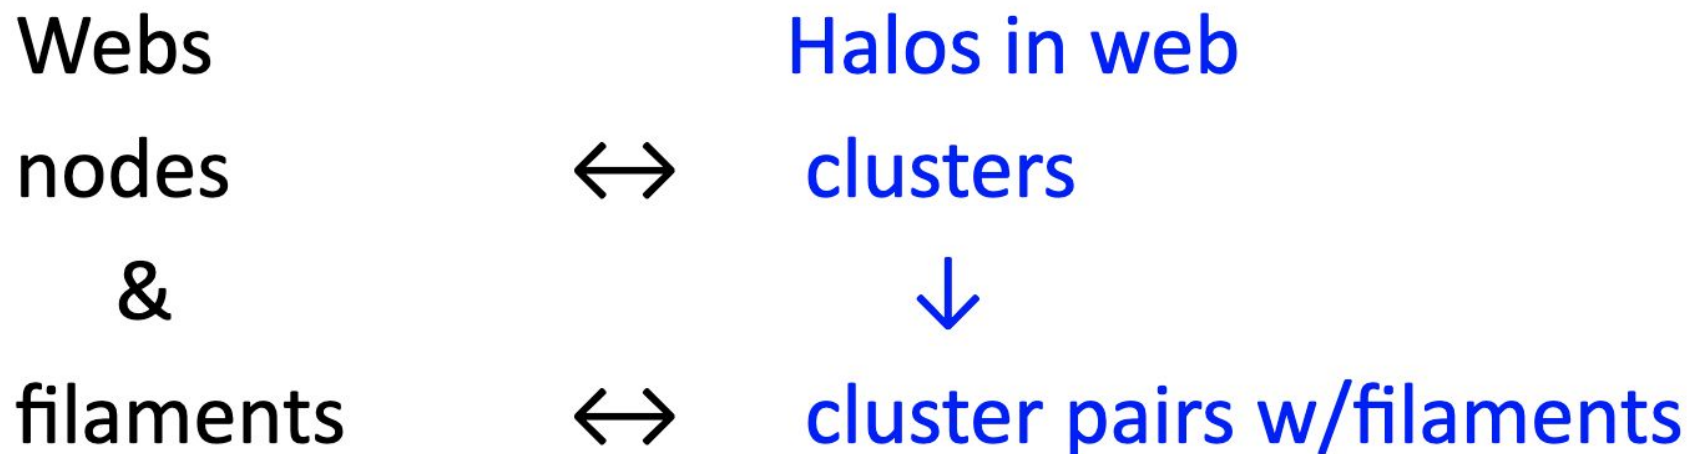 Webs Halos in web
nodes ↔ clusters
& ↓
filaments ↔ cluster pairs w/filaments